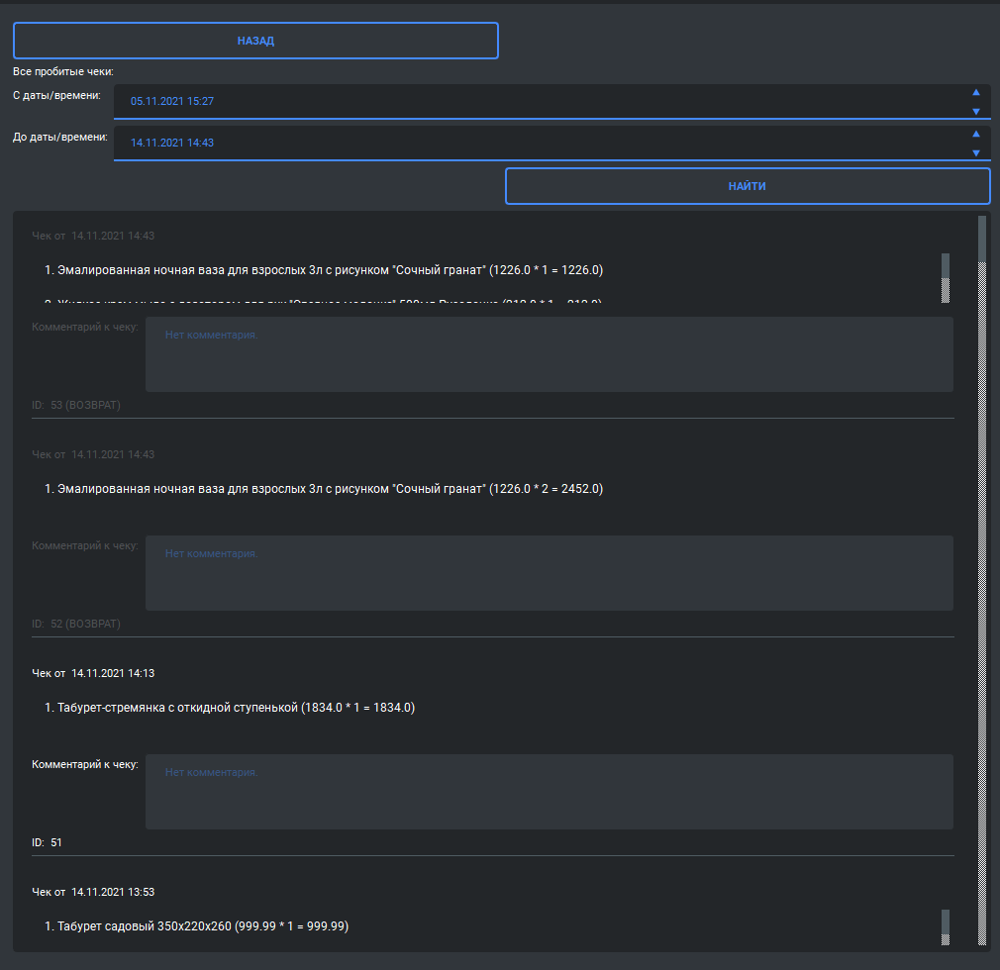 НАЗАД
Все пробитые чеки:
С даты/времени: 05.11.2021 15:27
До даты/времени: 14.11.2021 14:43
НАЙТИ
Чек от 14.11.2021 14:43
1. Эмалированная ночная ваза для взрослых 3л с рисунком "Сочный гранат" (1226.0 * 1 = 1226.0)
Комментарий к чеку: Нет комментария.
ID: 53 (ВОЗВРАТ)
Чек от 14.11.2021 14:43
1. Эмалированная ночная ваза для взрослых 3л с рисунком "Сочный гранат" (1226.0 * 2 = 2452.0)
Комментарий к чеку: Нет комментария.
ID: 52 (ВОЗВРАТ)
Чек от 14.11.2021 14:13
1. Табурет-стремянка с откидной ступенькой (1834.0 * 1 = 1834.0)
Комментарий к чеку: Нет комментария.
ID: 51
Чек от 14.11.2021 13:53
1. Табурет садовый 350х220х260 (999.99 * 1 = 999.99)